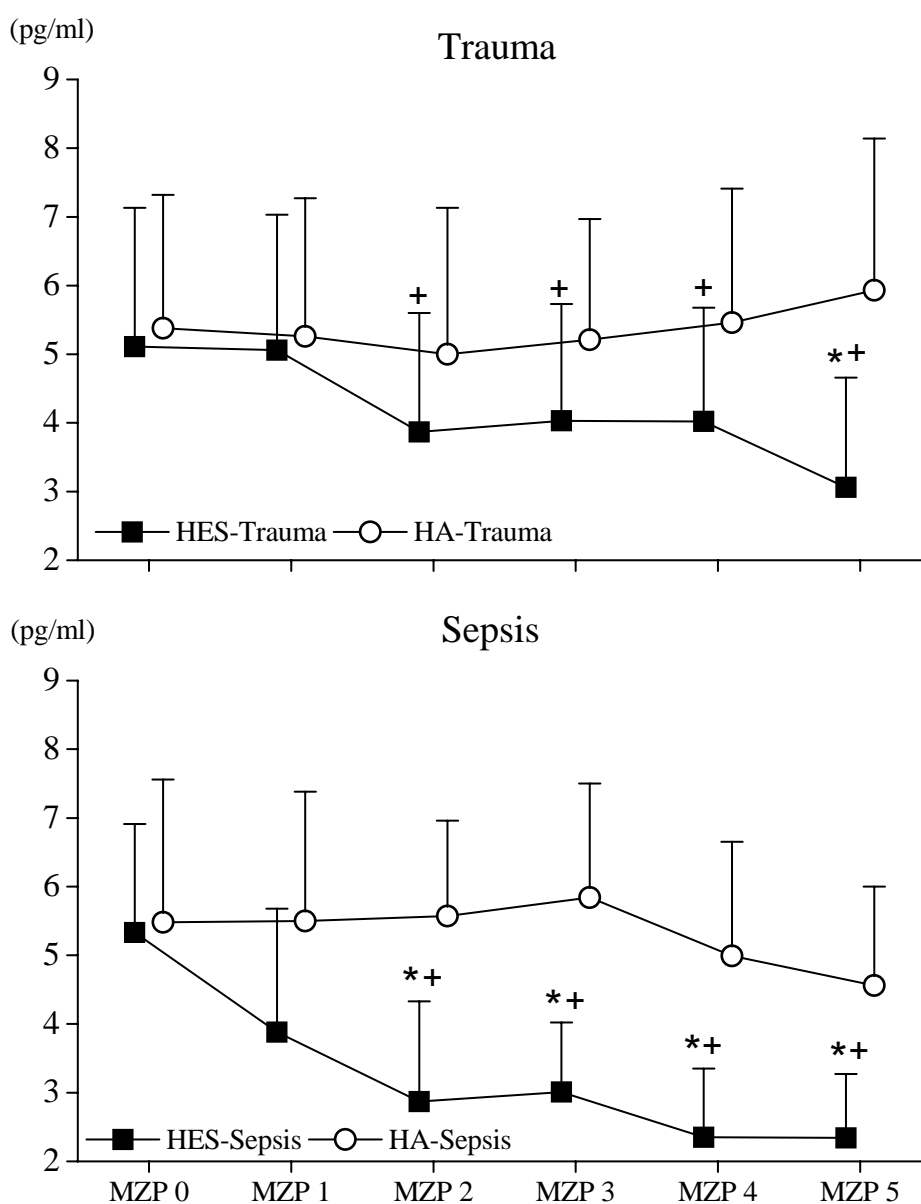 (pg/ml)
Trauma
9
8
7
6
5
4
3
2
+ + +
*+
HES-Trauma HA-Trauma
(pg/ml)
Sepsis
9
8
7
6
5
4
3
2
*+ *+ *+ *+
HES-Sepsis HA-Sepsis
MZP 0 MZP 1 MZP 2 MZP 3 MZP 4 MZP 5